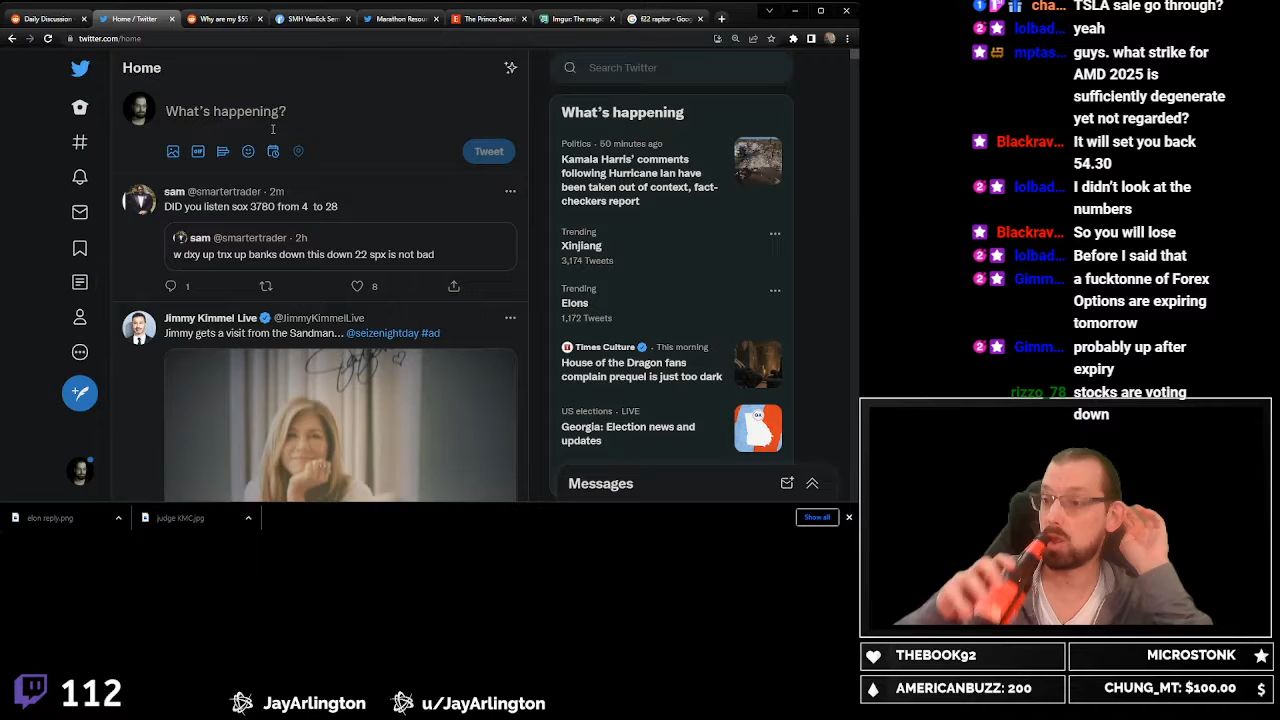 Daily Discussion
Home / Twitter
Why are my $55
SMH VanEck Sem
Marathon Resour
The Prince: Searc
Imgur: The magic
f22 raptor - Goog
twitter.com/home
Home
Search Twitter
What's happening?
Tweet
sam @smartertrader · 2m
DID you listen sox 3780 from 4 to 28
sam @smartertrader · 2h
w dxy up tnx up banks down this down 22 spx is not bad
1
8
Jimmy Kimmel Live @JimmyKimmelLive
Jimmy gets a visit from the Sandman... @seizenightday #ad
What's happening
Politics · 50 minutes ago
Kamala Harris' comments
following Hurricane Ian have
been taken out of context, fact-
checkers report
Trending
Xinjiang
3,174 Tweets
Trending
Elons
1,172 Tweets
Times Culture · This morning
House of the Dragon fans
complain prequel is just too dark
US elections · LIVE
Georgia: Election news and
updates
Messages
elon reply.png
judge KMC.jpg
Show all
cha... TSLA sale go through?
lolbad... yeah
mptas... guys. what strike for
AMD 2025 is
sufficiently degenerate
yet not regarded?
Blackrav... It will set you back
54.30
lolbad... I didn't look at the
numbers
Blackrav... So you will lose
lolbad... Before I said that
Gimm... a fucktonne of Forex
Options are expiring
tomorrow
Gimm... probably up after
expiry
rizzo_78 stocks are voting
down
THEBOOK92
MICROSTONK
AMERICANBUZZ: 200
CHUNG_MT: $100.00
112
JayArlington
u/JayArlington